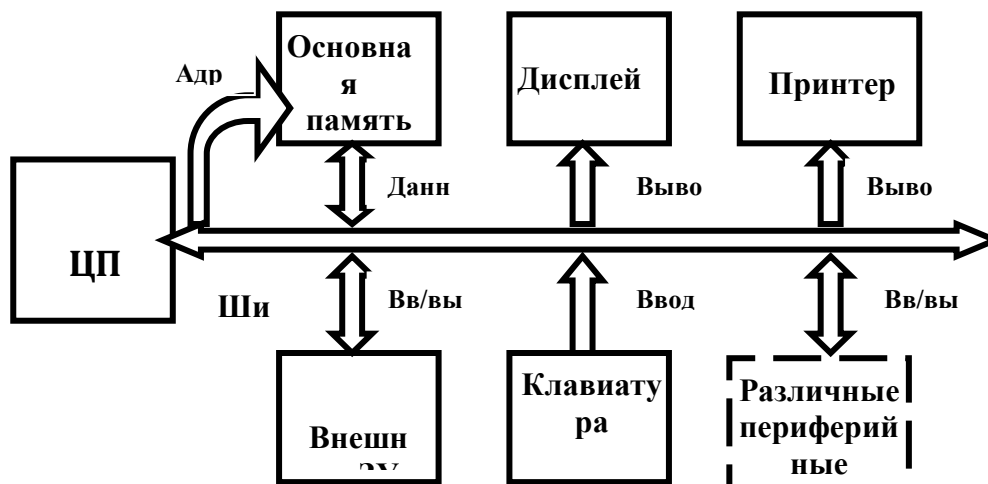 Адр
Основна
я
память
Дисплей
Принтер
Данн
Выво
Выво
ЦП
Ши
Вв/вы
Ввод
Вв/вы
Внешн
ЗУ
Клавиату
ра
Различные
периферий
ные